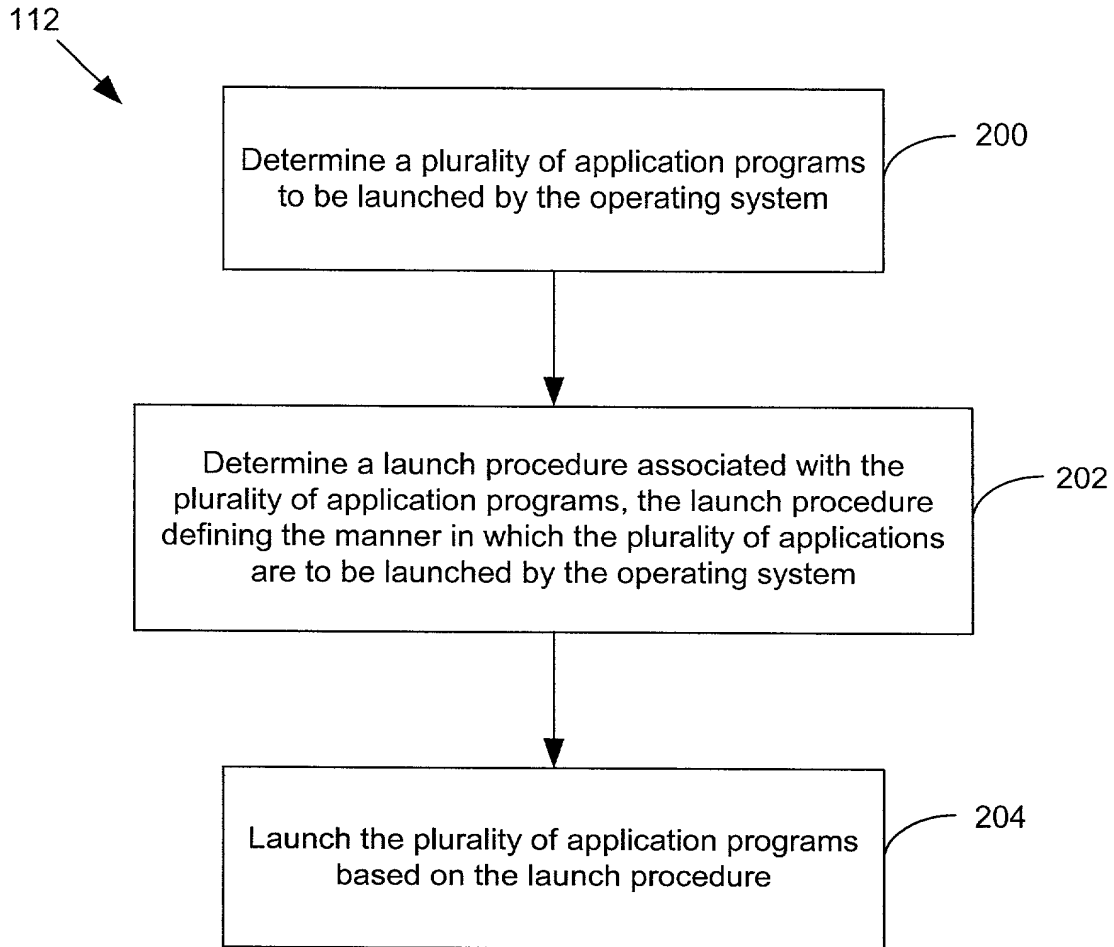 112
Determine a plurality of application programs
to be launched by the operating system
200
Determine a launch procedure associated with the
plurality of application programs, the launch procedure
defining the manner in which the plurality of applications
are to be launched by the operating system
202
Launch the plurality of application programs
based on the launch procedure
204